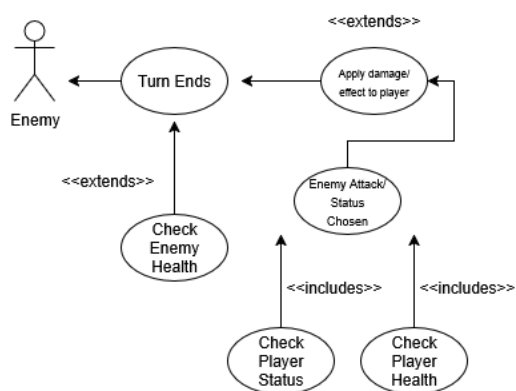 <<extends>>
Turn Ends
Apply damage/
effect to player
Enemy
<<extends>>
Enemy Attack/
Status
Chosen
Check
Enemy
Health
<<includes>>
<<includes>>
Check
Player
Status
Check
Player
Health